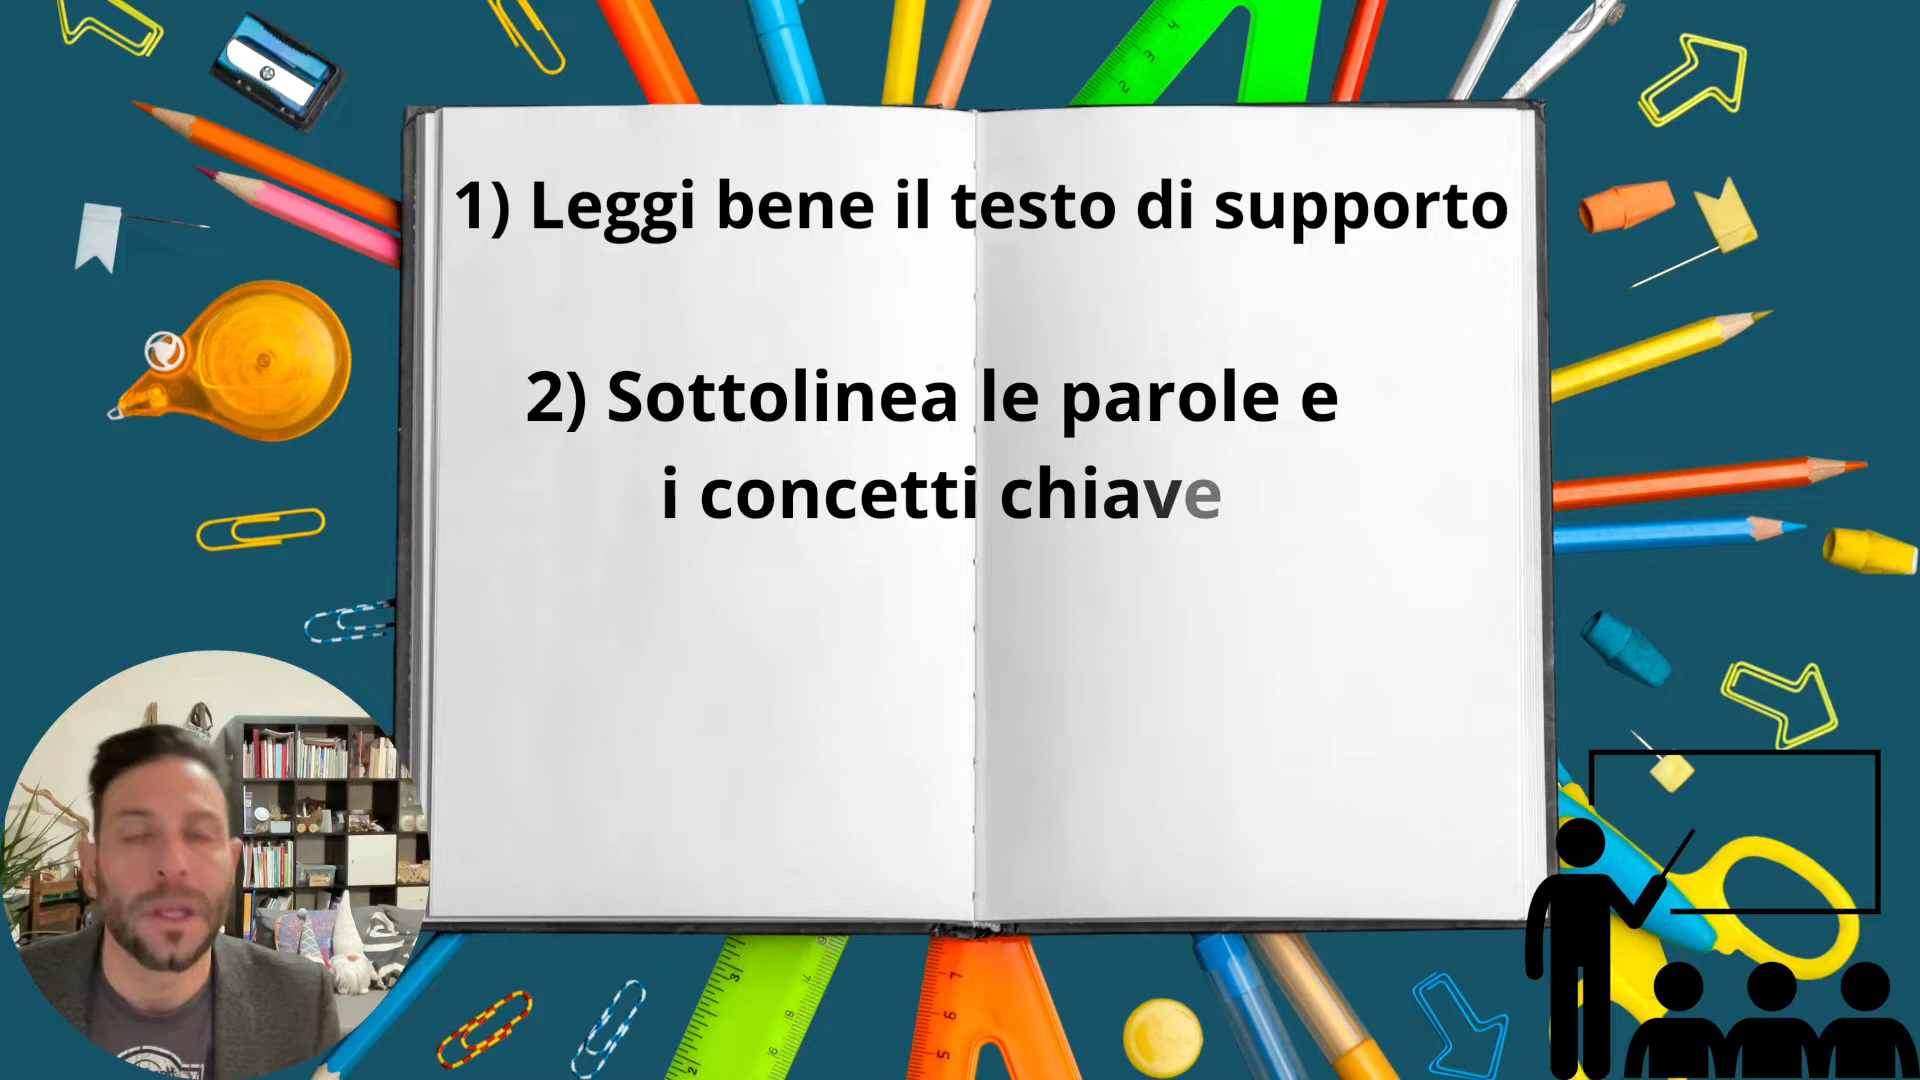 1) Leggi bene il testo di supporto
2) Sottolinea le parole e
i concetti chiave